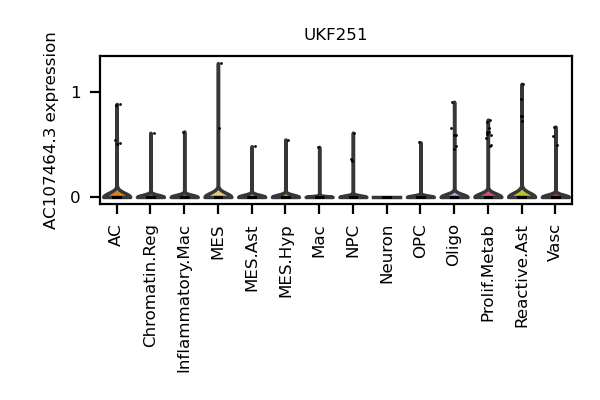 UKF251
AC107464.3 expression
1
0
AC
Chromatin.Reg
Inflammatory.Mac
MES
MES.Ast
MES.Hyp
Mac
NPC
Neuron
OPC
Oligo
Prolif.Metab
Reactive.Ast
Vasc